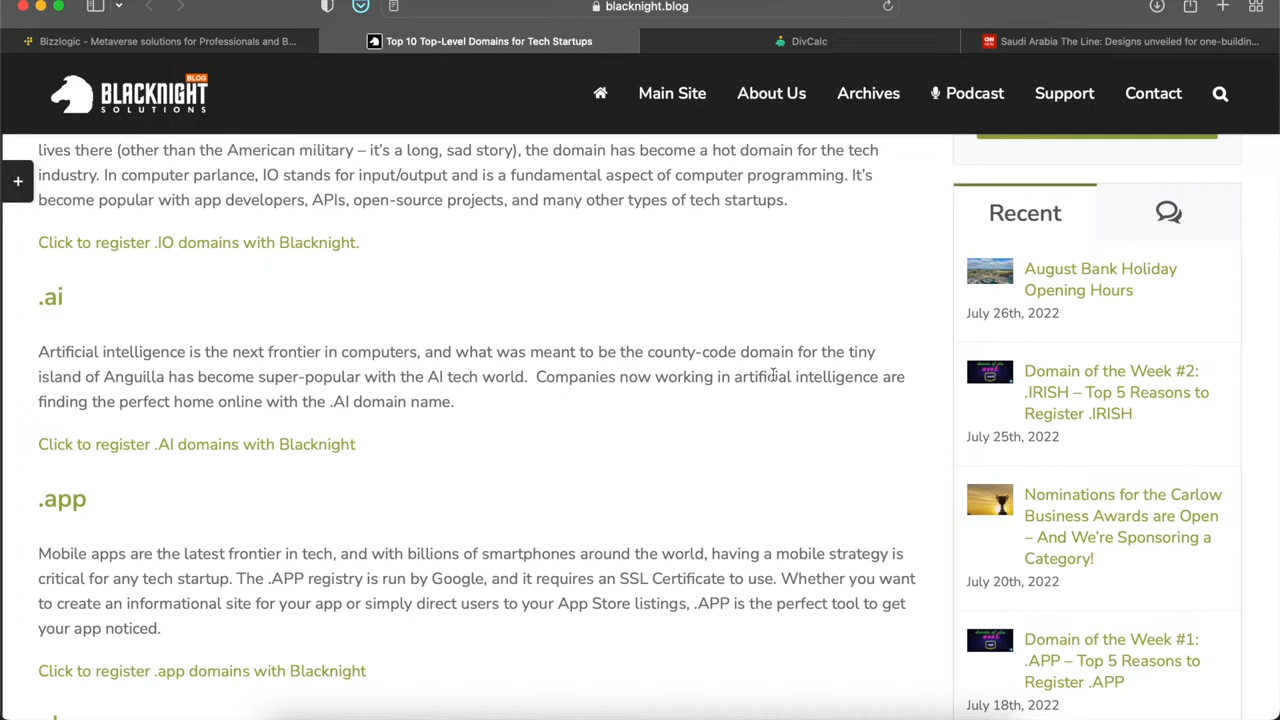 blacknight.blog
Bizzlogic - Metaverse solutions for Professionals and B...
Top 10 Top-Level Domains for Tech Startups
DivCalc
CNN
Saudi Arabia The Line: Designs unveiled for one-buildin...
BLACKNIGHT
BLOG
SOLUTIONS
Main Site
About Us
Archives
Podcast
Support
Contact
lives there (other than the American military – it's a long, sad story), the domain has become a hot domain for the tech
industry. In computer parlance, IO stands for input/output and is a fundamental aspect of computer programming. It's
become popular with app developers, APIs, open-source projects, and many other types of tech startups.
Click to register .IO domains with Blacknight.
.ai
Artificial intelligence is the next frontier in computers, and what was meant to be the county-code domain for the tiny
island of Anguilla has become super-popular with the AI tech world.  Companies now working in artificial intelligence are
finding the perfect home online with the .AI domain name.
Click to register .AI domains with Blacknight
.app
Mobile apps are the latest frontier in tech, and with billions of smartphones around the world, having a mobile strategy is
critical for any tech startup. The .APP registry is run by Google, and it requires an SSL Certificate to use. Whether you want
to create an informational site for your app or simply direct users to your App Store listings, .APP is the perfect tool to get
your app noticed.
Click to register .app domains with Blacknight
Recent
August Bank Holiday
Opening Hours
July 26th, 2022
Domain of the Week #2:
.IRISH – Top 5 Reasons to
Register .IRISH
July 25th, 2022
Nominations for the Carlow
Business Awards are Open
– And We're Sponsoring a
Category!
July 20th, 2022
Domain of the Week #1:
.APP – Top 5 Reasons to
Register .APP
July 18th, 2022